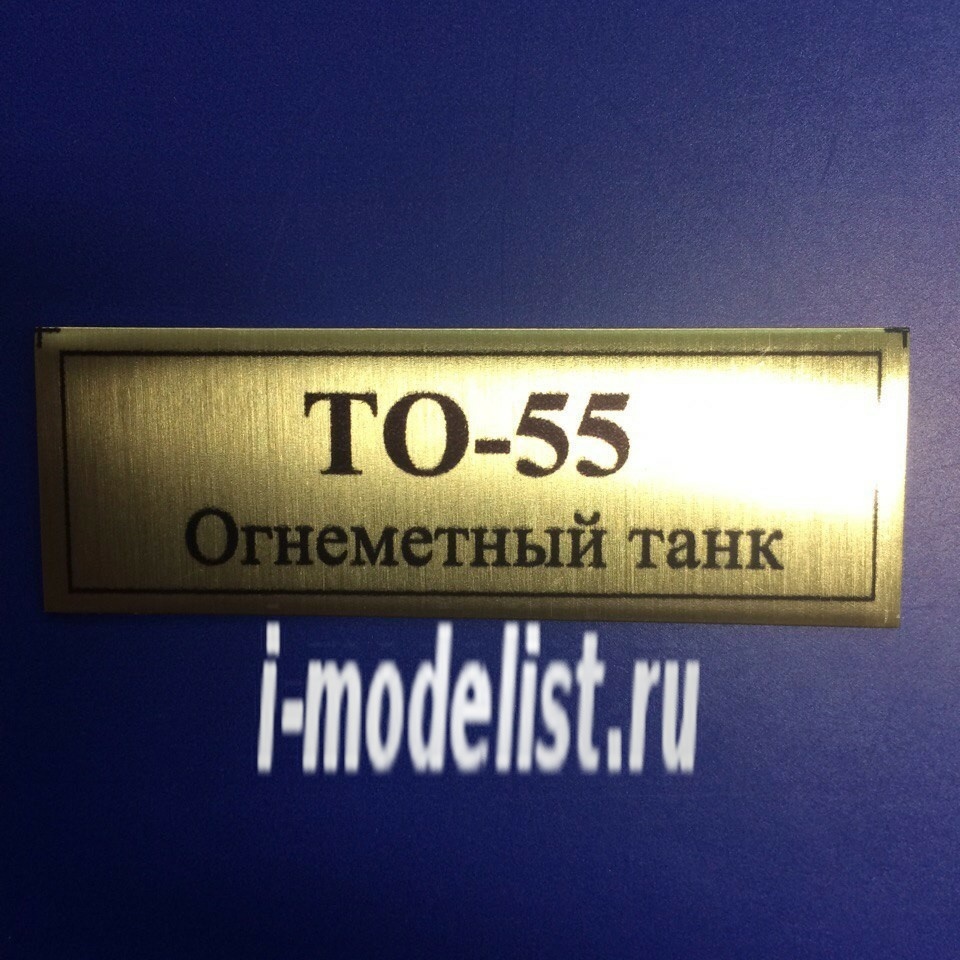 ТО-55
Огнеметный танк
i-modelist.ru